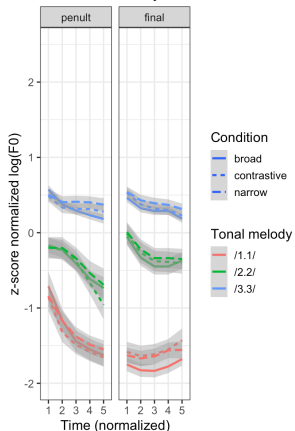 penult final
z-score normalized log(F0)
2
1
0
-1
-2
1 2 3 4 5 1 2 3 4 5
Time (normalized)
Condition
broad
contrastive
narrow
Tonal melody
/1.1/
/2.2/
/3.3/